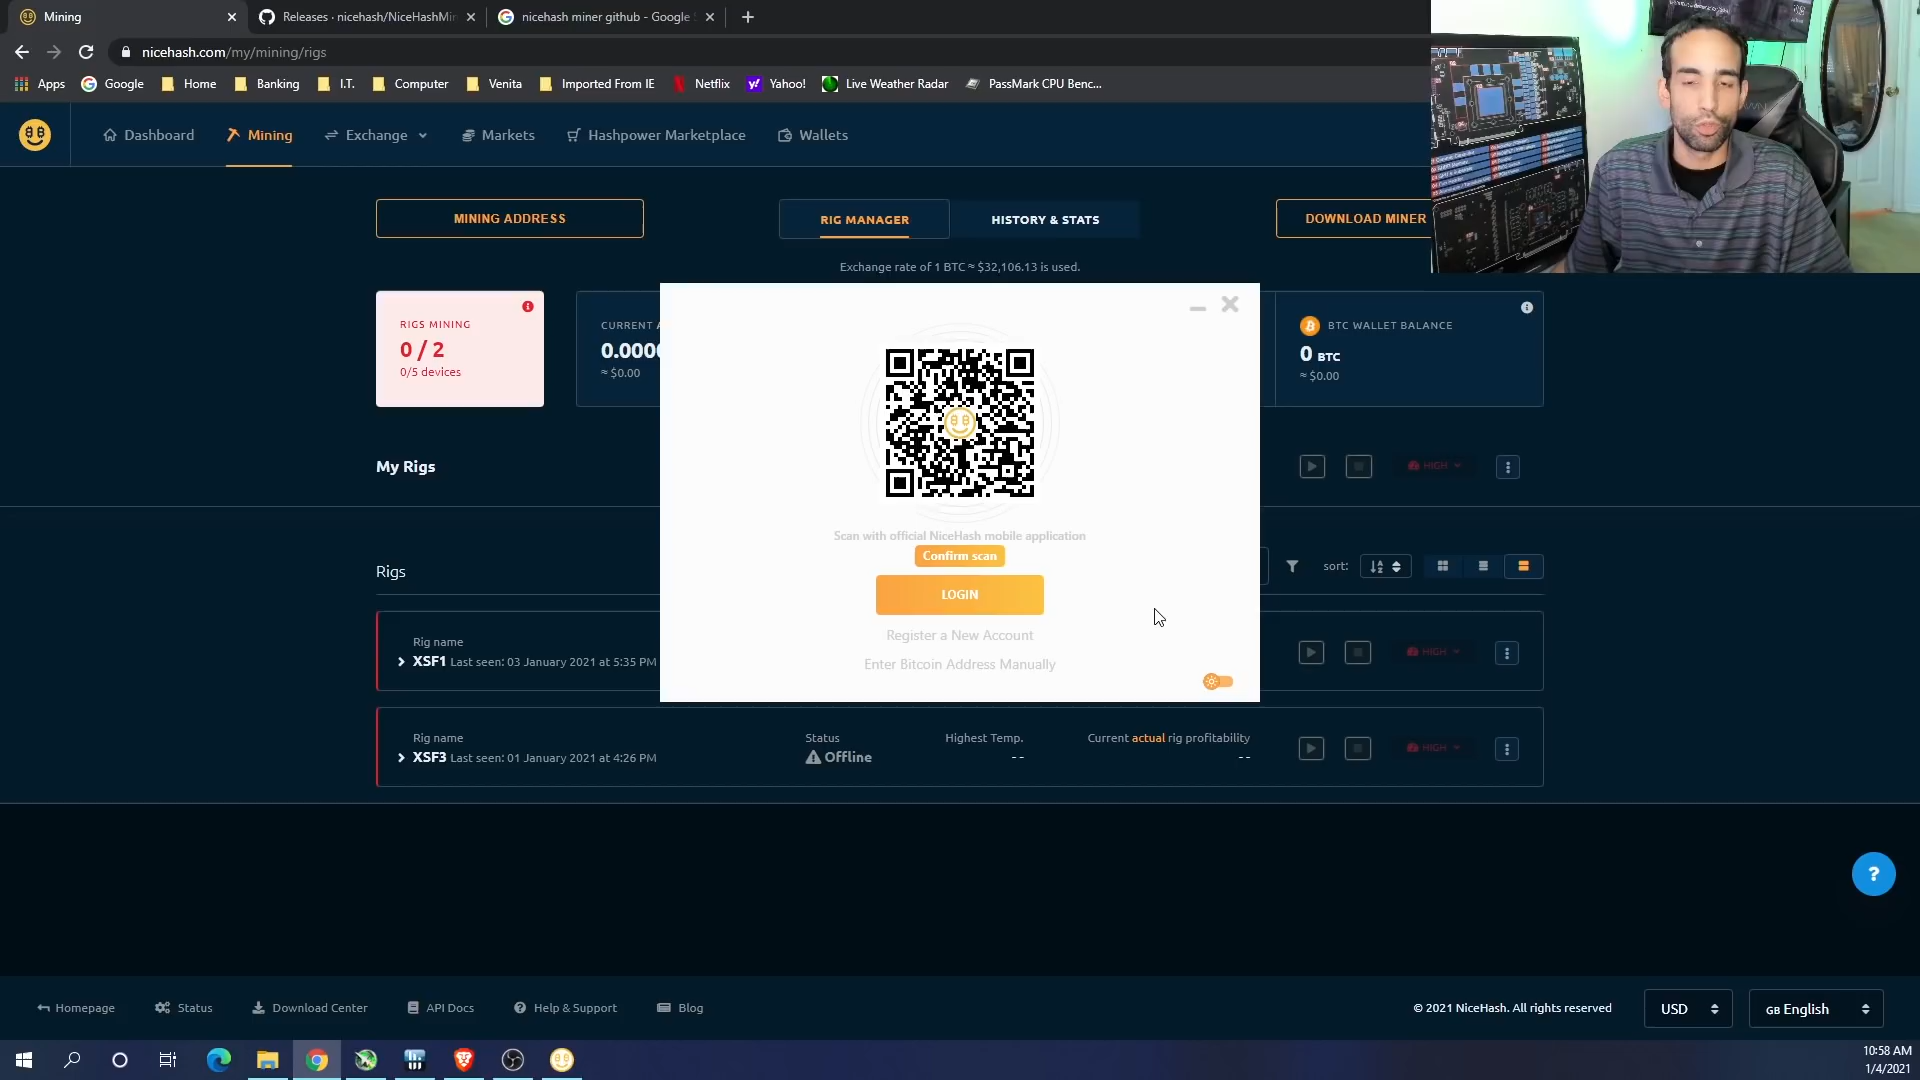 Mining
Releases · nicehash/NiceHashMin
nicehash miner github - Google
nicehash.com/my/mining/rigs
Apps Google Home Banking I.T. Computer Venita Imported From IE Netflix Yahoo! Live Weather Radar PassMark CPU Benc...
Dashboard Mining Exchange Markets Hashpower Marketplace Wallets
MINING ADDRESS RIG MANAGER HISTORY & STATS DOWNLOAD MINER
Exchange rate of 1 BTC ≈ $32,106.13 is used.
RIGS MINING
0 / 2
0/5 devices
CURRENT A
0.0000
≈ $0.00
BTC WALLET BALANCE
0 BTC
≈ $0.00
Scan with official NiceHash mobile application
Confirm scan
LOGIN
Register a New Account
Enter Bitcoin Address Manually
My Rigs
HIGH
Rigs
sort:
Rig name
XSF1 Last seen: 03 January 2021 at 5:35 PM
HIGH
Rig name
XSF3 Last seen: 01 January 2021 at 4:26 PM
Status
Offline
Highest Temp.
- -
Current actual rig profitability
- -
HIGH
?
Homepage Status Download Center API Docs Help & Support Blog
© 2021 NiceHash. All rights reserved
USD
GB English
10:58 AM
1/4/2021